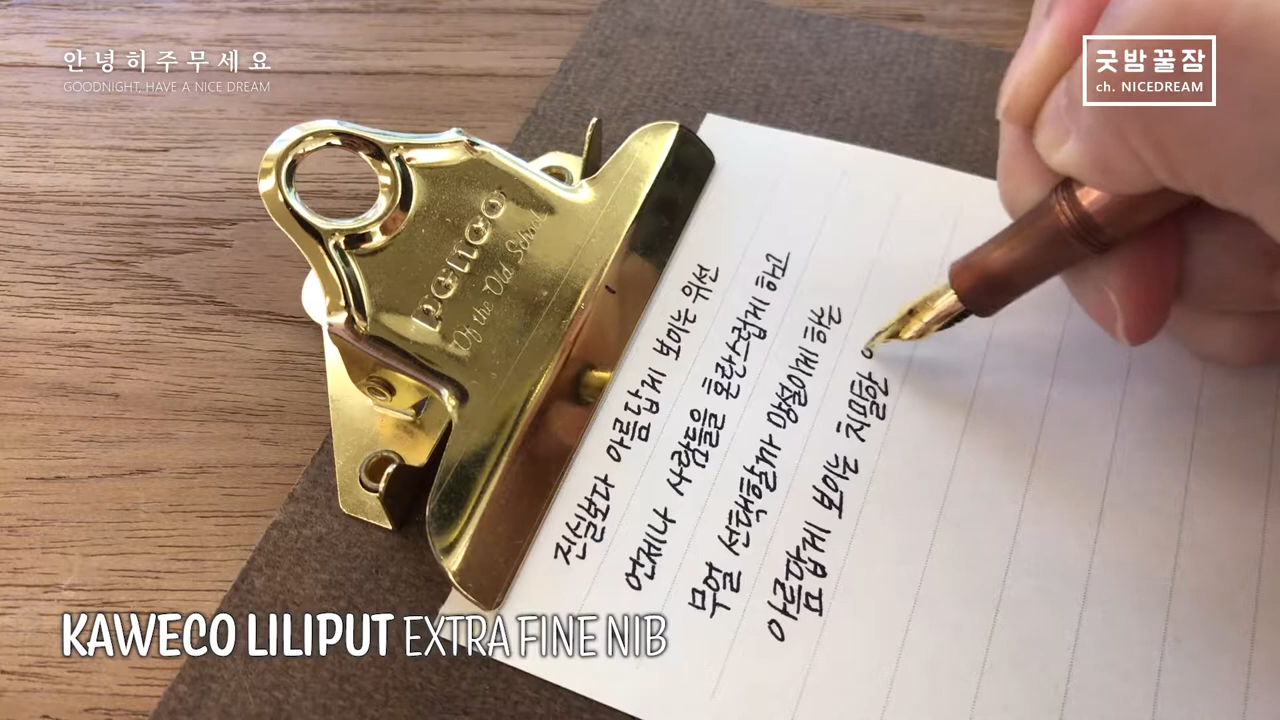 안녕히주무세요
GOODNIGHT, HAVE A NICE DREAM
굿밤꿀잠
ch. NICEDREAM
penco
Of the Old School
진실보다 아름답게 보이는 위선
언제나 사람들을 혼란스럽게 하고
무얼 선택할까 망설이게 하는
아름답게 보이는 치밀한
KAWECO LILIPUT EXTRA FINE NIB